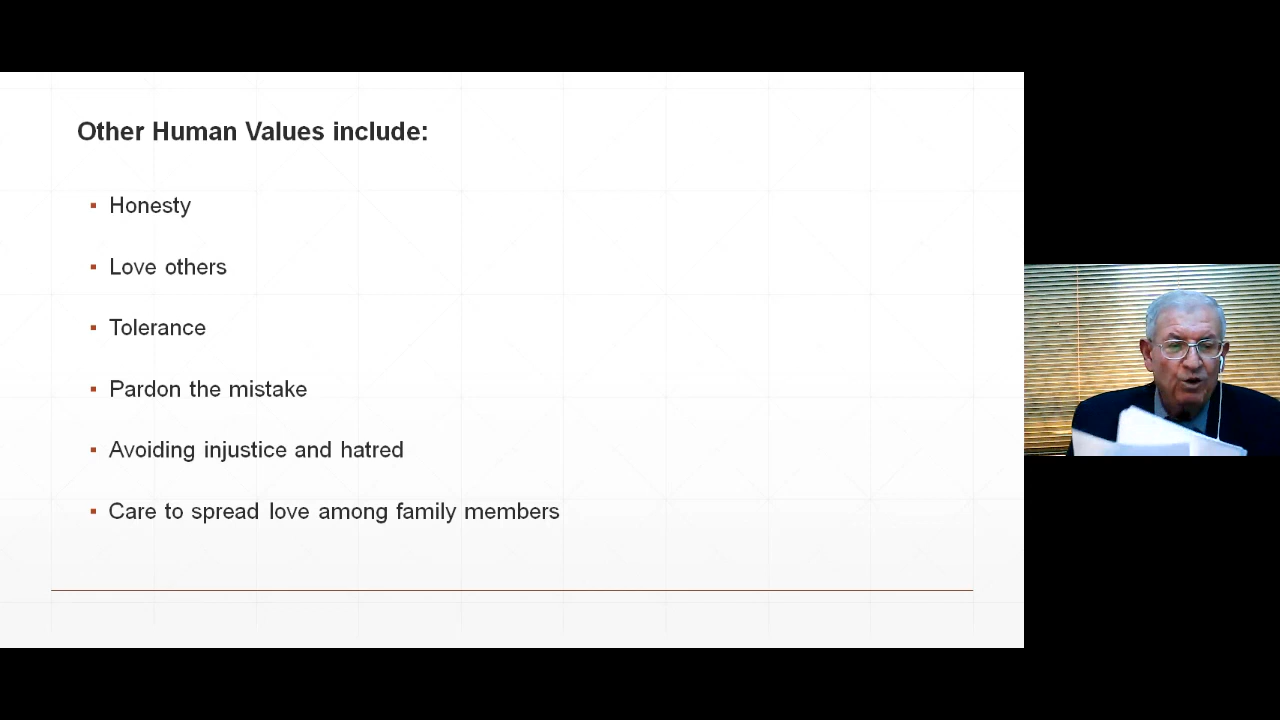 Other Human Values include:
▪ Honesty
▪ Love others
▪ Tolerance
▪ Pardon the mistake
▪ Avoiding injustice and hatred
▪ Care to spread love among family members